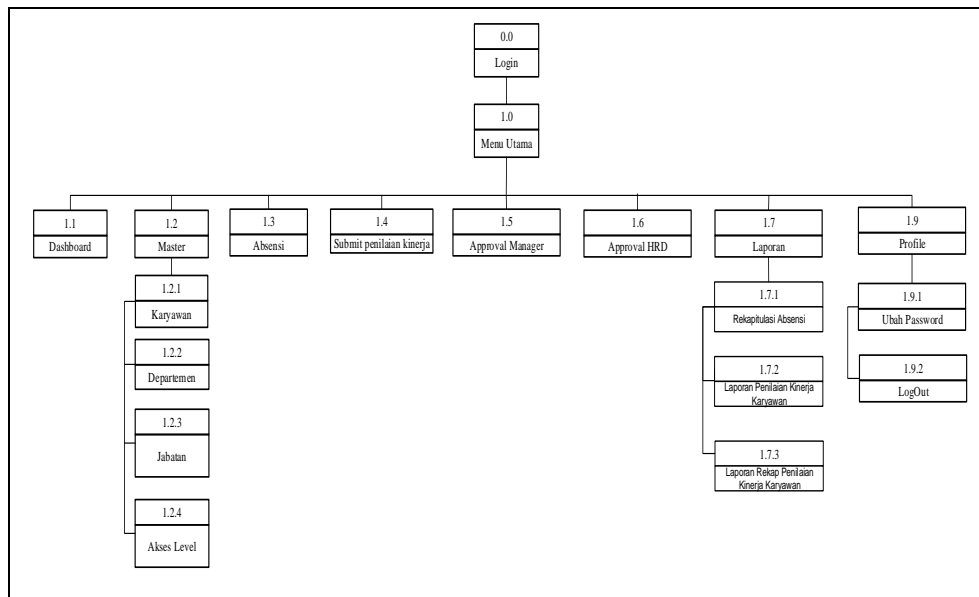 0.0
Login
1.0
Menu Utama
1.1
Dashboard
1.2
Master
1.3
Absensi
1.4
Submit penilaian kinerja
1.5
Approval Manager
1.6
Approval HRD
1.7
Laporan
1.9
Profile
1.2.1
Karyawan
1.2.2
Departemen
1.2.3
Jabatan
1.2.4
Akses Level
1.7.1
Rekapitulasi Absensi
1.7.2
Laporan Penilaian Kinerja
Karyawan
1.7.3
Laporan Rekap Penilaian
Kinerja Karyawan
1.9.1
Ubah Password
1.9.2
LogOut